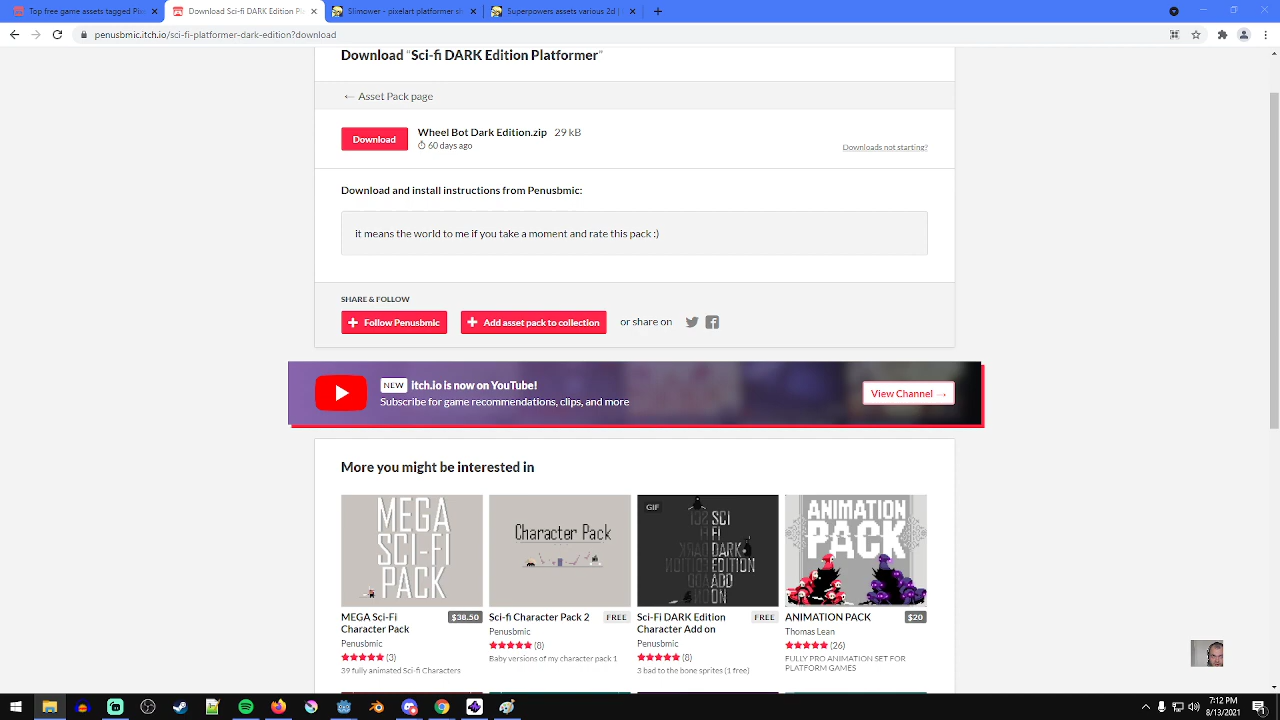 Top free game assets tagged Pix
Download Sci-fi DARK Edition Pla
Slimower - pixelart platformer sh
Superpowers assets various 2d |
penusbmic.itch.io/sci-fi-platformer-dark-edition?download
Download "Sci-fi DARK Edition Platformer"
← Asset Pack page
Download
Wheel Bot Dark Edition.zip 29 kB
60 days ago
Downloads not starting?
Download and install instructions from Penusbmic:
it means the world to me if you take a moment and rate this pack :)
SHARE & FOLLOW
Follow Penusbmic
Add asset pack to collection
or share on
NEW itch.io is now on YouTube!
Subscribe for game recommendations, clips, and more
View Channel →
More you might be interested in
MEGA
SCI-FI
PACK
Character Pack
GIF
SCI
FI
DARK
EDITION
ADD
ON
ANIMATION
PACK
MEGA Sci-Fi
Character Pack
$38.50
Penusbmic
(3)
39 fully animated Sci-fi Characters
Sci-fi Character Pack 2
FREE
Penusbmic
(8)
Baby versions of my character pack 1
Sci-Fi DARK Edition
Character Add on
FREE
Penusbmic
(8)
3 bad to the bone sprites (1 free)
ANIMATION PACK
$20
Thomas Lean
(26)
FULLY PRO ANIMATION SET FOR
PLATFORM GAMES
7:12 PM
8/13/2021